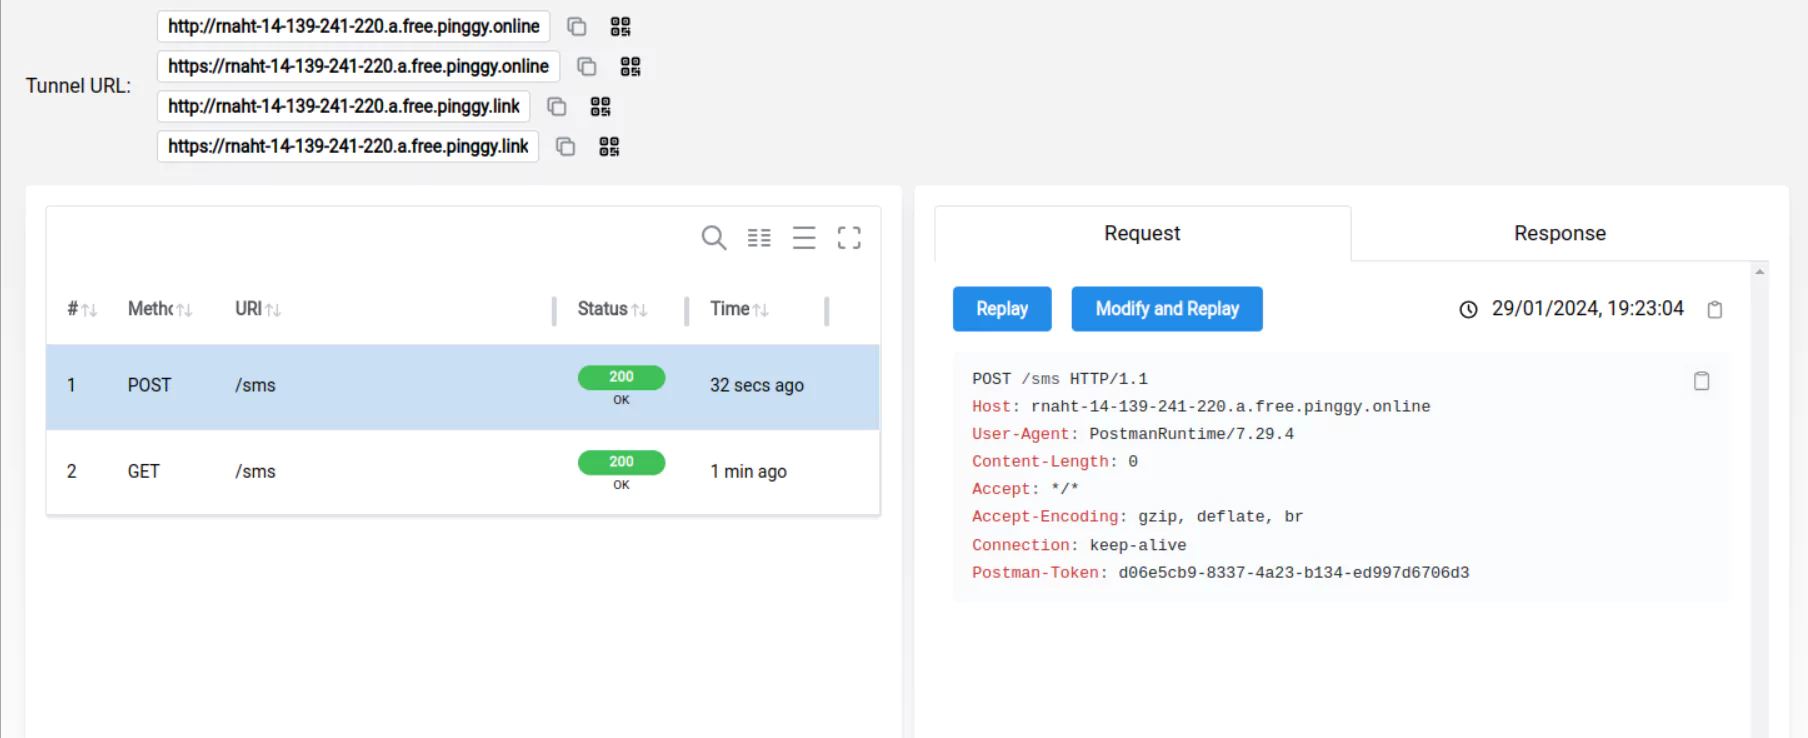 Tunnel URL:
http://rnaht-14-139-241-220.a.free.pinggy.online
https://rnaht-14-139-241-220.a.free.pinggy.online
http://rnaht-14-139-241-220.a.free.pinggy.link
https://rnaht-14-139-241-220.a.free.pinggy.link
# Metho URI Status Time
1 POST /sms 200 OK 32 secs ago
2 GET /sms 200 OK 1 min ago
Request Response
Replay Modify and Replay 29/01/2024, 19:23:04
POST /sms HTTP/1.1
Host: rnaht-14-139-241-220.a.free.pinggy.online
User-Agent: PostmanRuntime/7.29.4
Content-Length: 0
Accept: */*
Accept-Encoding: gzip, deflate, br
Connection: keep-alive
Postman-Token: d06e5cb9-8337-4a23-b134-ed997d6706d3